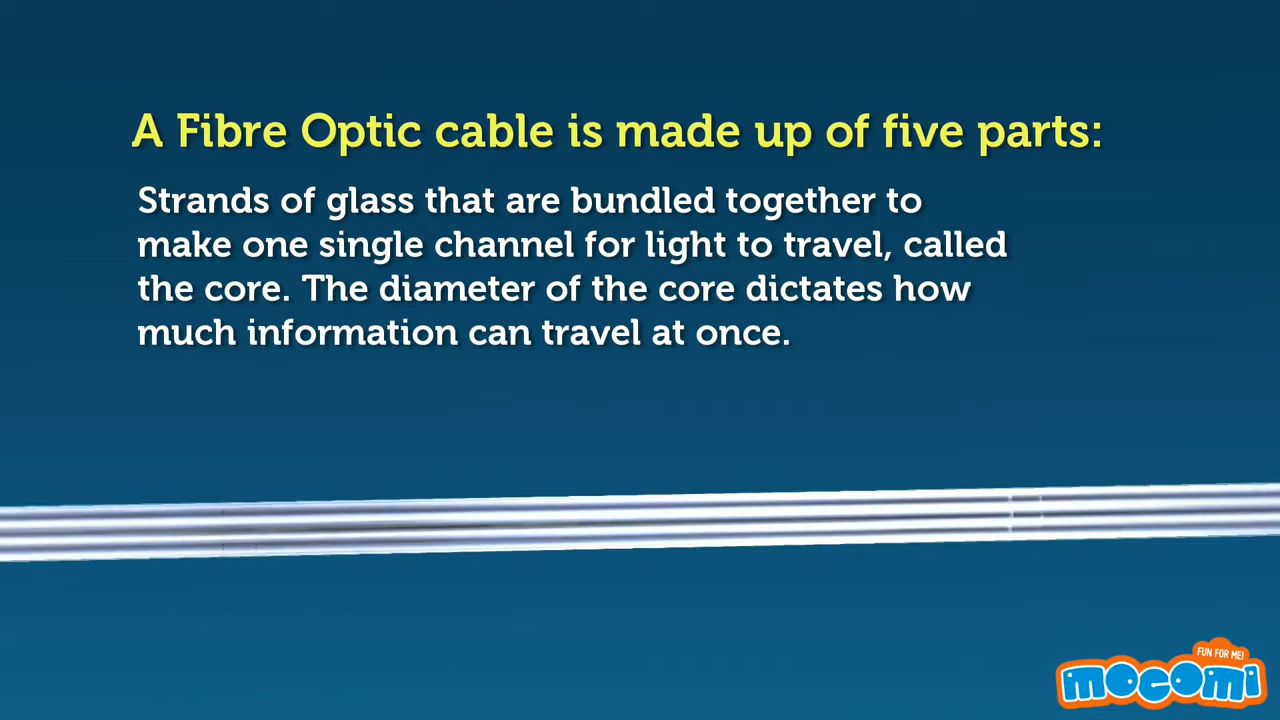 A Fibre Optic cable is made up of five parts:
Strands of glass that are bundled together to
make one single channel for light to travel, called
the core. The diameter of the core dictates how
much information can travel at once.
FUN FOR ME!
mocomi